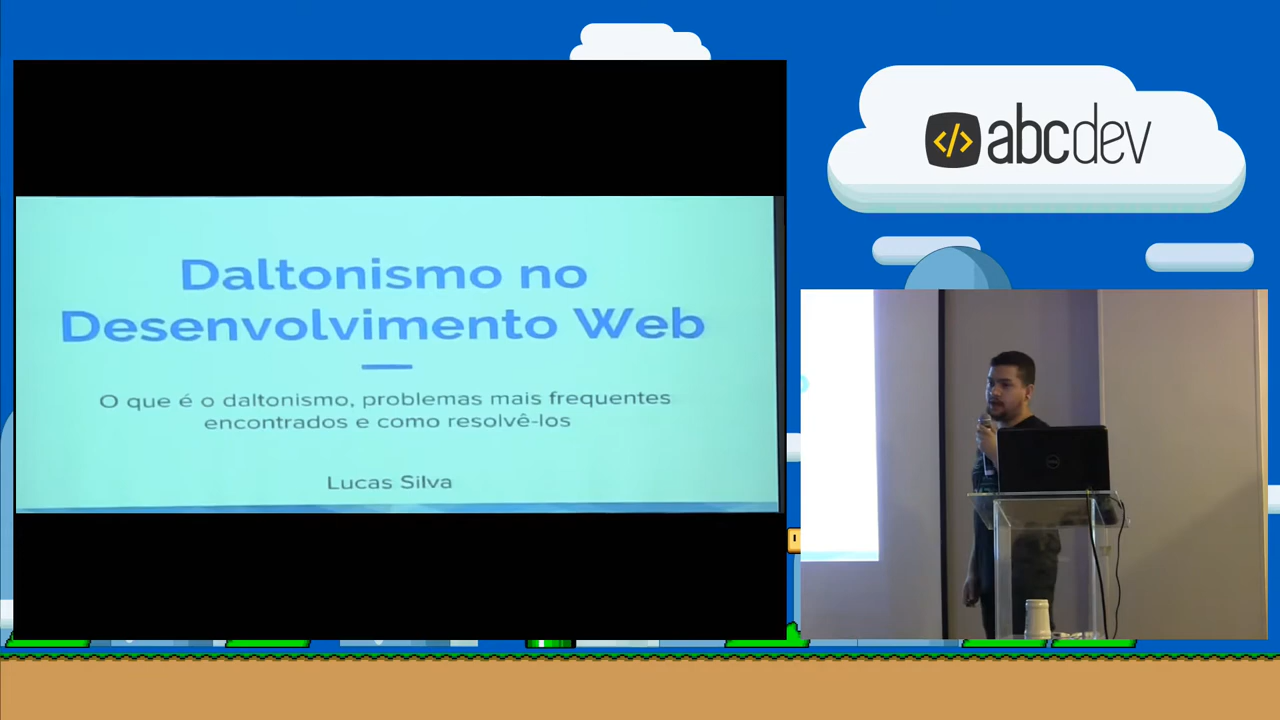 Daltonismo no
Desenvolvimento Web
O que é o daltonismo, problemas mais frequentes
encontrados e como resolvê-los
Lucas Silva
</> abcdev